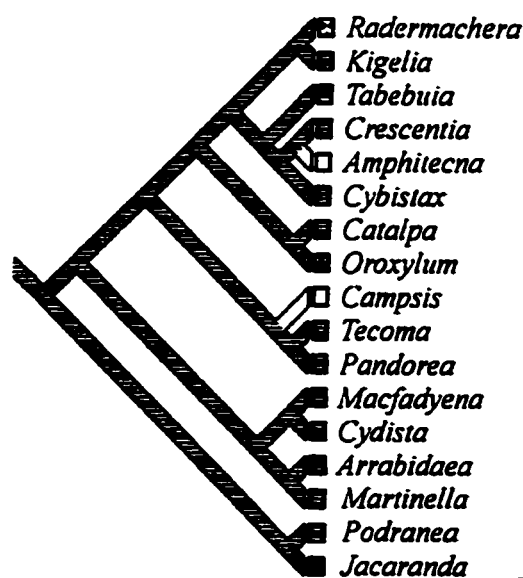 Radermachera
Kigelia
Tabebuia
Crescentia
Amphitecna
Cybistax
Catalpa
Oroxylum
Campsis
Tecoma
Pandorea
Macfadyena
Cydista
Arrabidaea
Martinella
Podranea
Jacaranda